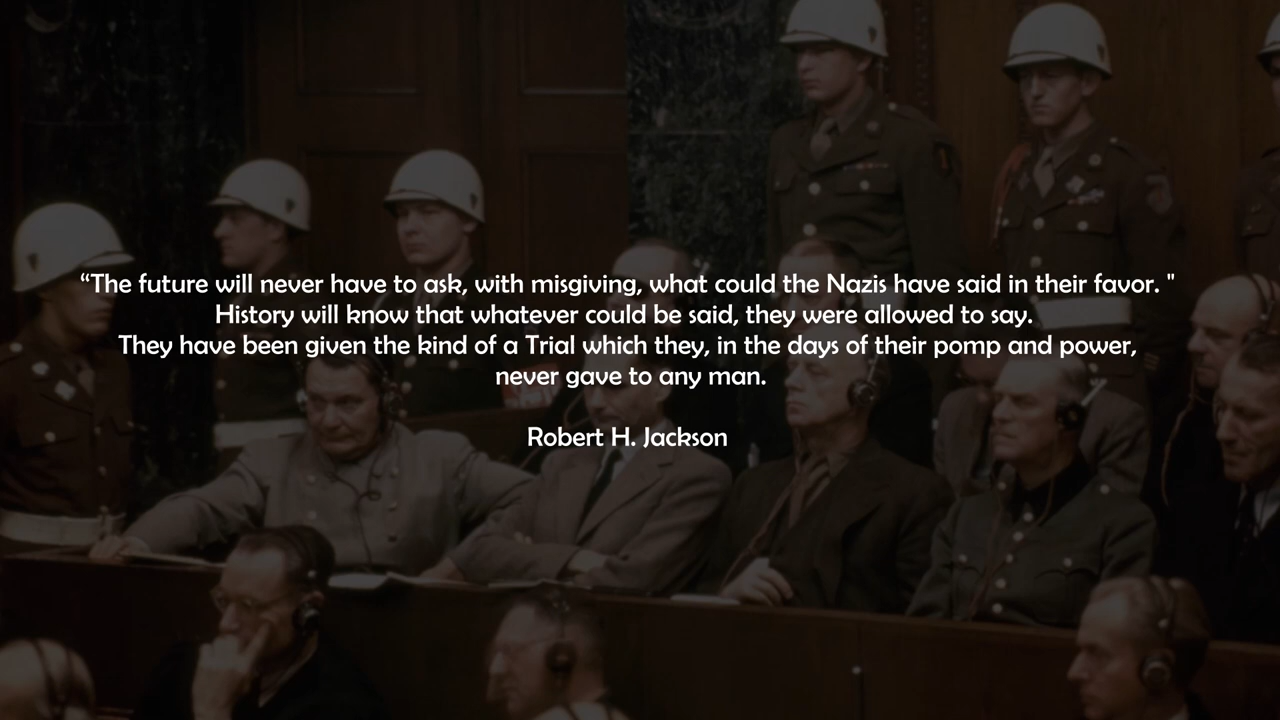 “The future will never have to ask, with misgiving, what could the Nazis have said in their favor. "
History will know that whatever could be said, they were allowed to say.
They have been given the kind of a Trial which they, in the days of their pomp and power,
never gave to any man.
Robert H. Jackson